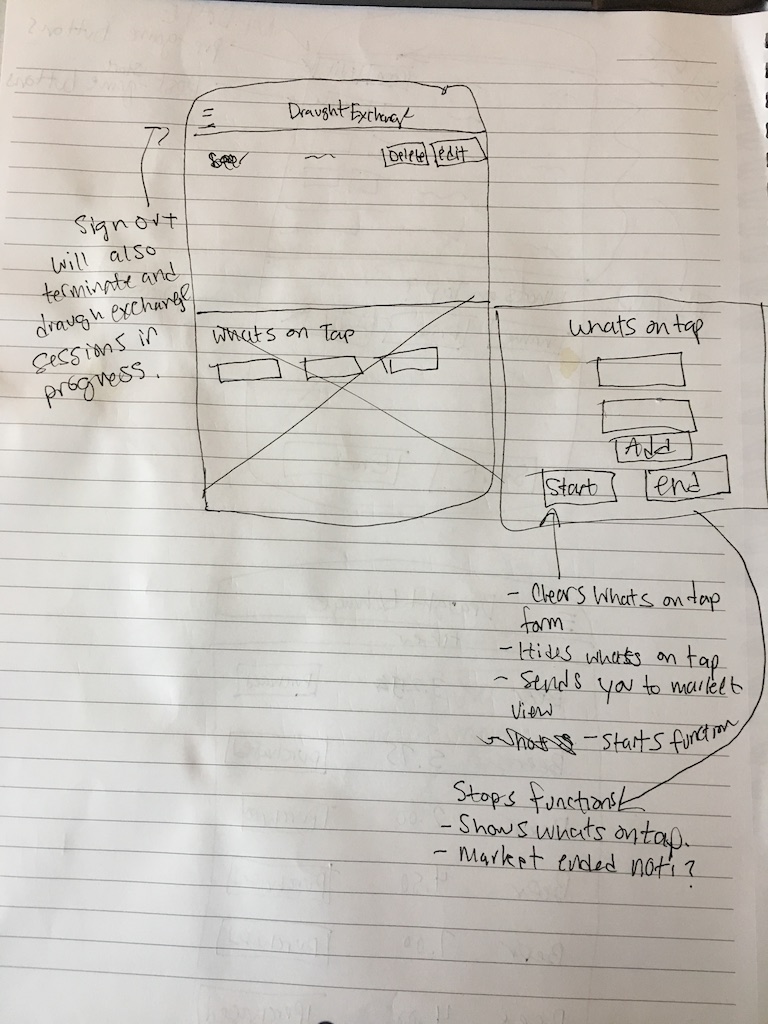 Draught Exchange
Beer Delete edit
Sign out
will also
terminate and
draugh exchange
sessions in
progress.
whats on Tap
whats on tap
Add
Start end
- Clears whats on tap
form
- Hides whats on tap
- Sends you to market
view
- Starts function
Stops functions
- Shows whats on tap.
- Market ended noti?